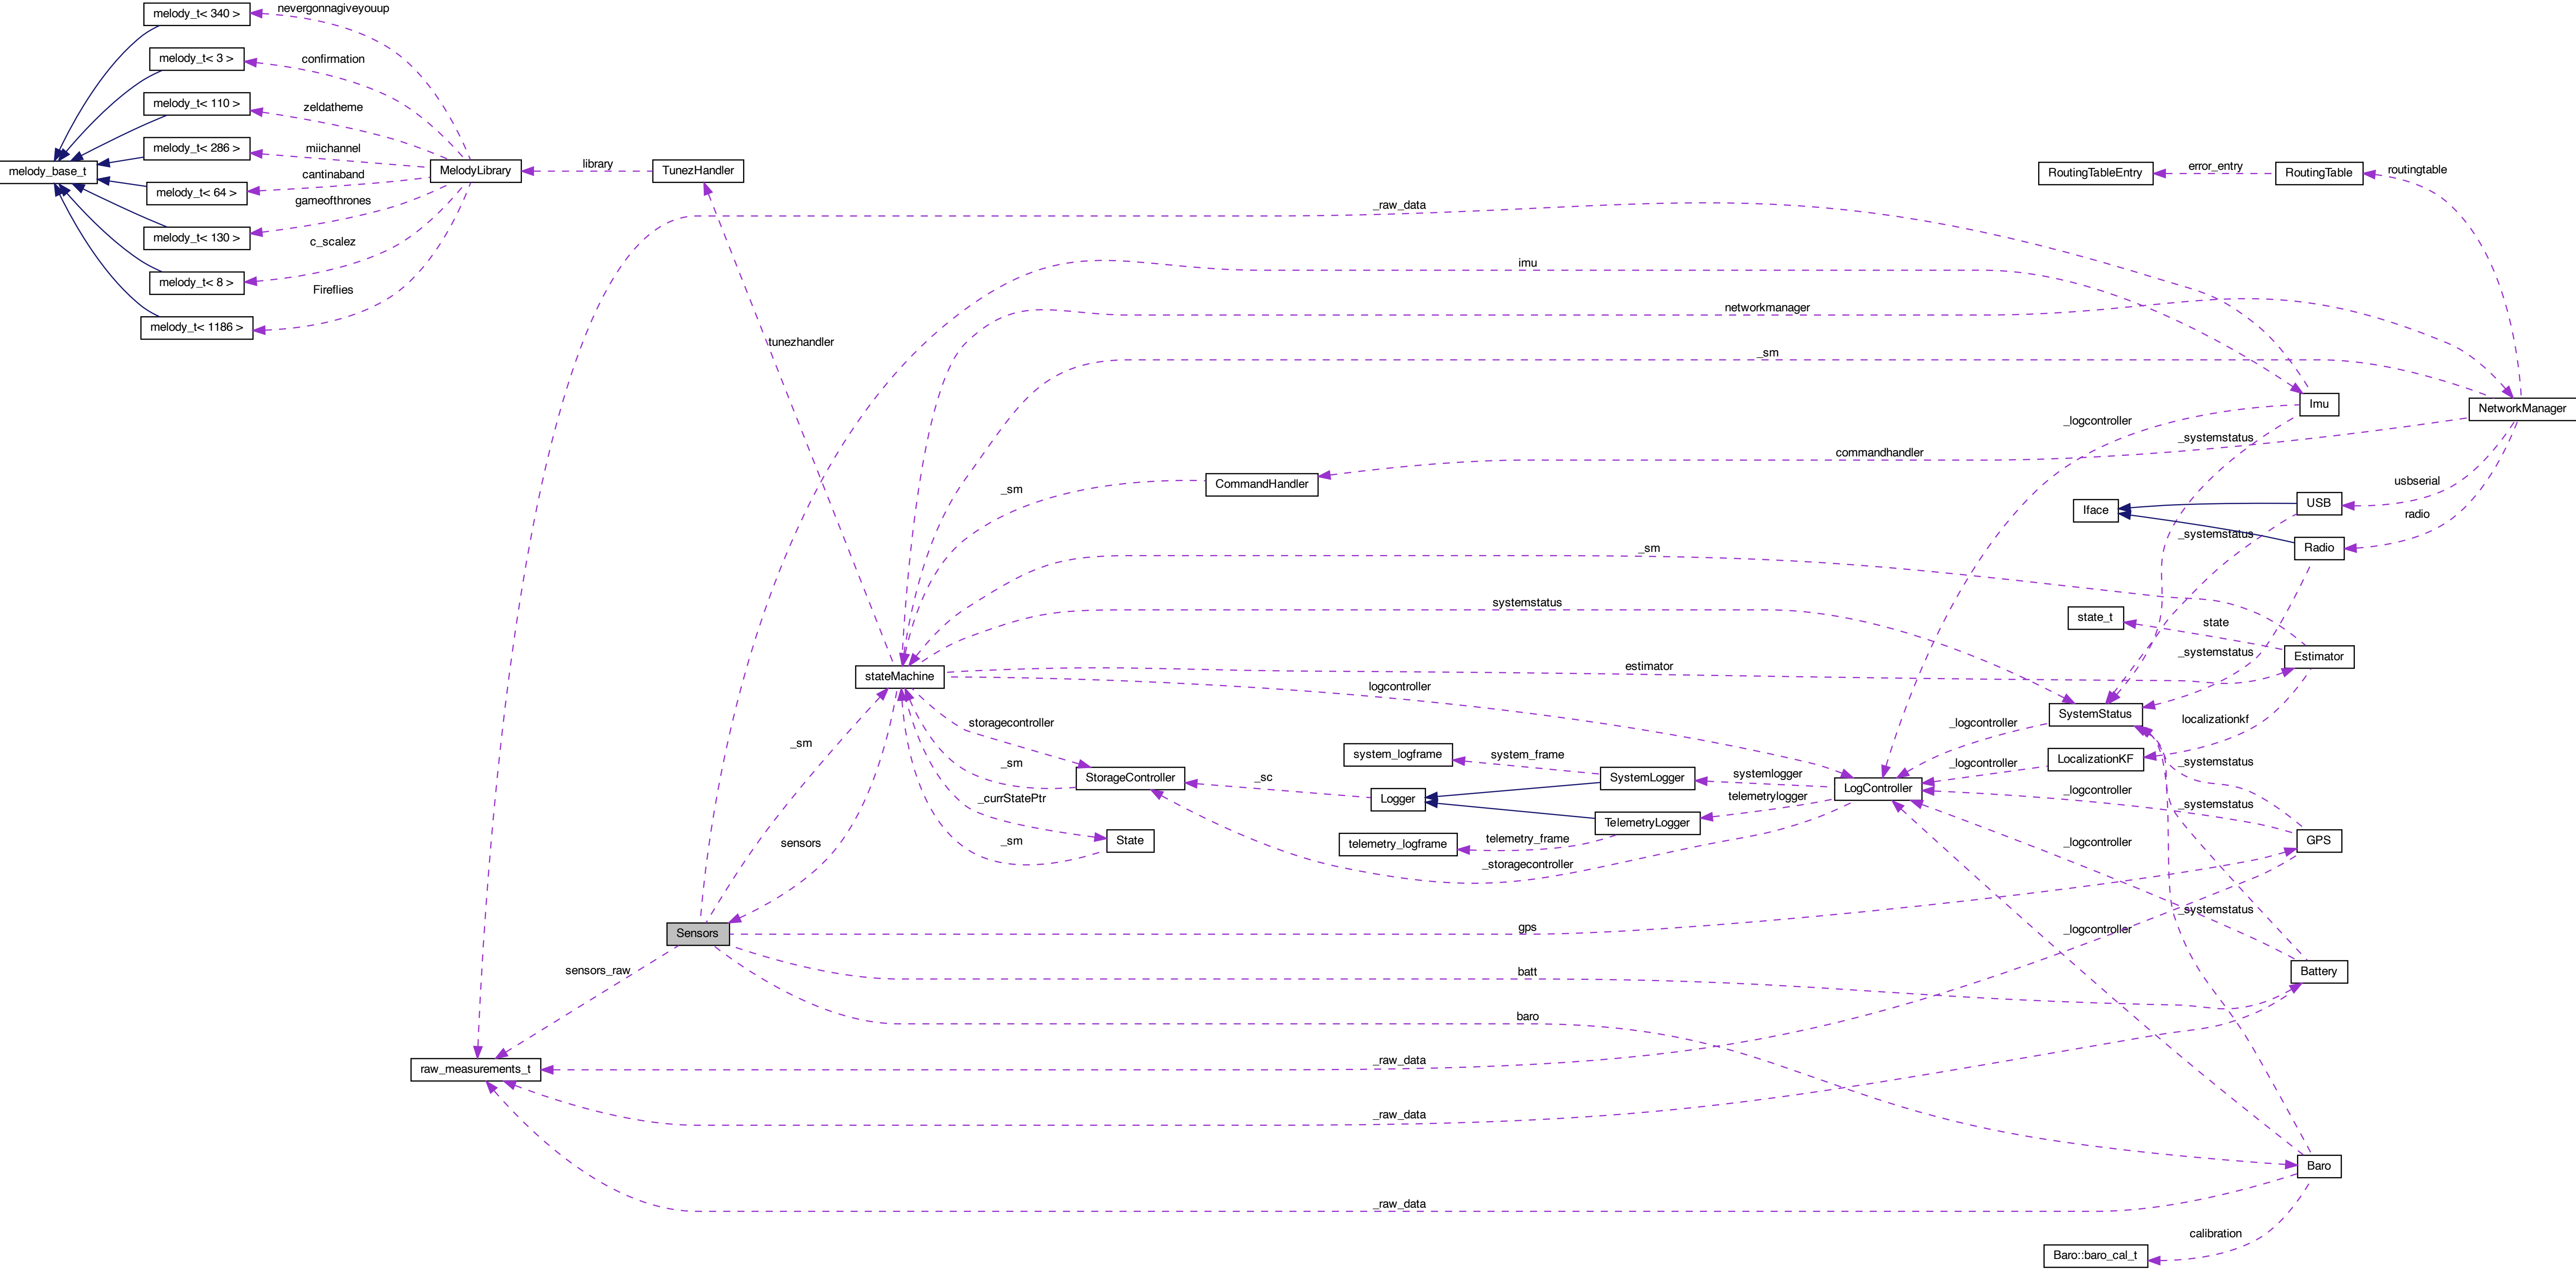 nevergonnagiveyouup
melody_t< 340 >
confirmation
melody_t< 3 >
zeldatheme
melody_t< 110 >
miichannel
melody_t< 286 >
cantinaband
melody_t< 64 >
gameofthrones
melody_t< 130 >
c_scalez
melody_t< 8 >
Fireflies
melody_t< 1186 >
melody_base_t
MelodyLibrary
library
TunezHandler
RoutingTableEntry
error_entry
RoutingTable
routingtable
_raw_data
imu
networkmanager
tunezhandler
_sm
Imu
NetworkManager
_logcontroller
_systemstatus
commandhandler
CommandHandler
_sm
usbserial
USB
Iface
radio
_systemstatus
Radio
_sm
systemstatus
state_t
state
_systemstatus
Estimator
estimator
stateMachine
logcontroller
SystemStatus
localizationkf
storagecontroller
_logcontroller
system_logframe
system_frame
_sm
_logcontroller
LocalizationKF
_systemstatus
StorageController
_sc
SystemLogger
systemlogger
LogController
_logcontroller
_currStatePtr
Logger
telemetrylogger
_systemstatus
TelemetryLogger
_sm
State
telemetry_logframe
telemetry_frame
_logcontroller
GPS
sensors
_sm
_storagecontroller
_systemstatus
Sensors
gps
_logcontroller
sensors_raw
batt
Battery
baro
raw_measurements_t
_raw_data
_raw_data
Baro
_raw_data
calibration
Baro::baro_cal_t